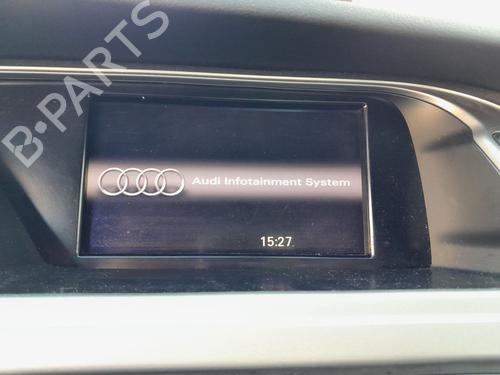 B-PARTS
Audi Infotainment System
15:27